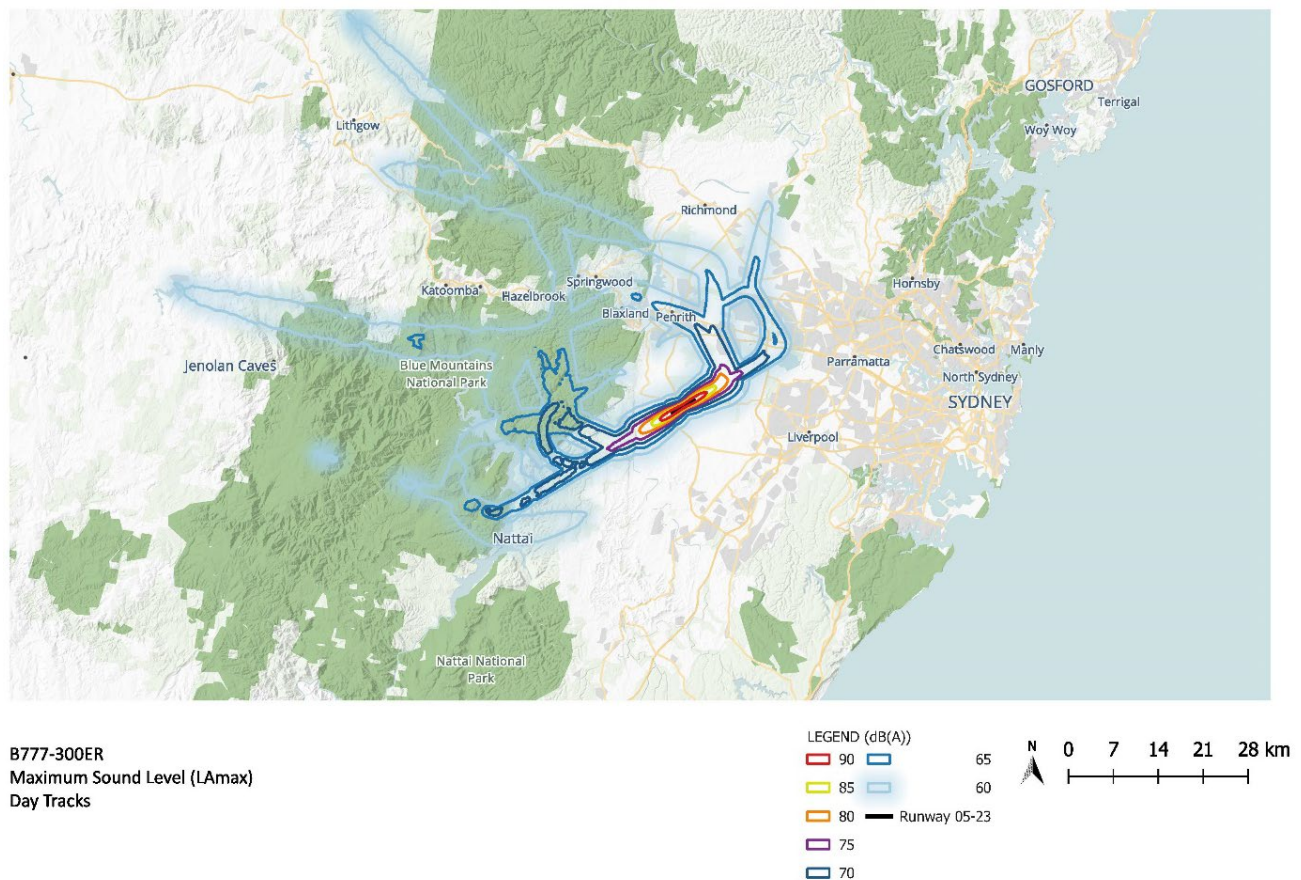 GOSFORD
Terrigal
Woy Woy
Lithgow
Richmond
Hornsby
Springwood
Katoomba
Hazelbrook
Blaxland
Penrith
Jenolan Caves
Blue Mountains
National Park
Parramatta
Chatswood
Manly
North Sydney
SYDNEY
Liverpool
Nattai
Nattai National
Park
B777-300ER
Maximum Sound Level (LAmax)
Day Tracks
LEGEND (dB(A))
90
85
80
75
70
65
60
Runway 05-23
N
0 7 14 21 28 km